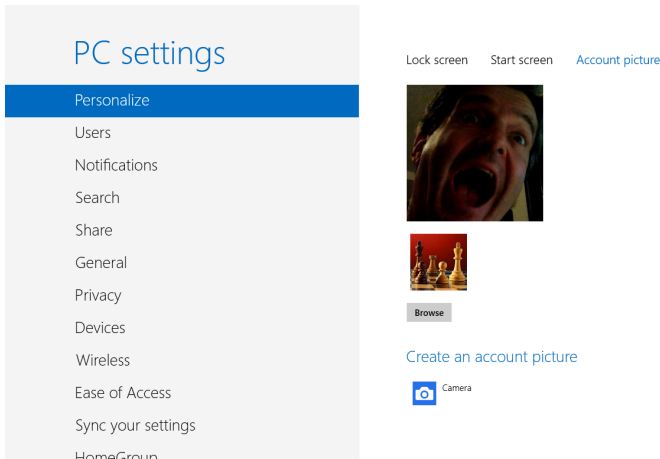 PC settings
Personalize
Users
Notifications
Search
Share
General
Privacy
Devices
Wireless
Ease of Access
Sync your settings
HomeGroup
Lock screen Start screen Account picture
Browse
Create an account picture
Camera